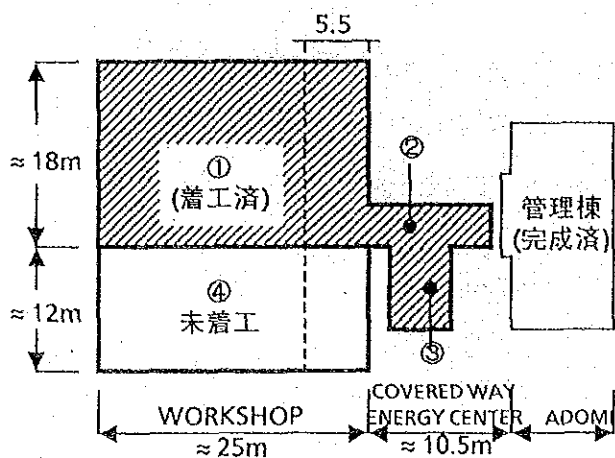 5.5
≈ 18m
①
(着工済)
②
管理棟
(完成済)
≈ 12m
④
未着工
③
WORKSHOP
COVERED WAY
ENERGY CENTER
ADOMI
≈ 25m
≈ 10.5m